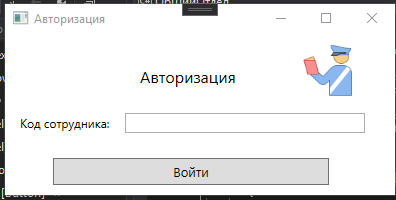 Авторизация
Авторизация
Код сотрудника:
Войти